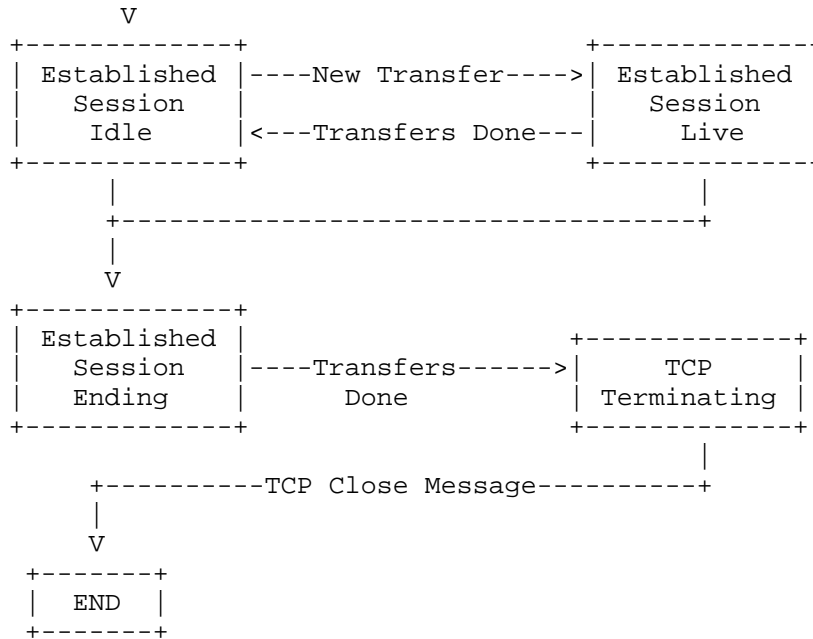 V
+-------------+                    +-------------
| Established |----New Transfer---->| Established
|   Session   |                     |   Session
|    Idle     |<---Transfers Done---|     Live
+-------------+                    +-------------
|                                  |
+----------------------------------+
|
V
+-------------+
| Established |                    +-------------+
|   Session   |----Transfers------>|     TCP     |
|   Ending    |      Done          | Terminating |
+-------------+                    +-------------+
|
+----------TCP Close Message----------+
|
V
+-------+
|  END  |
+-------+